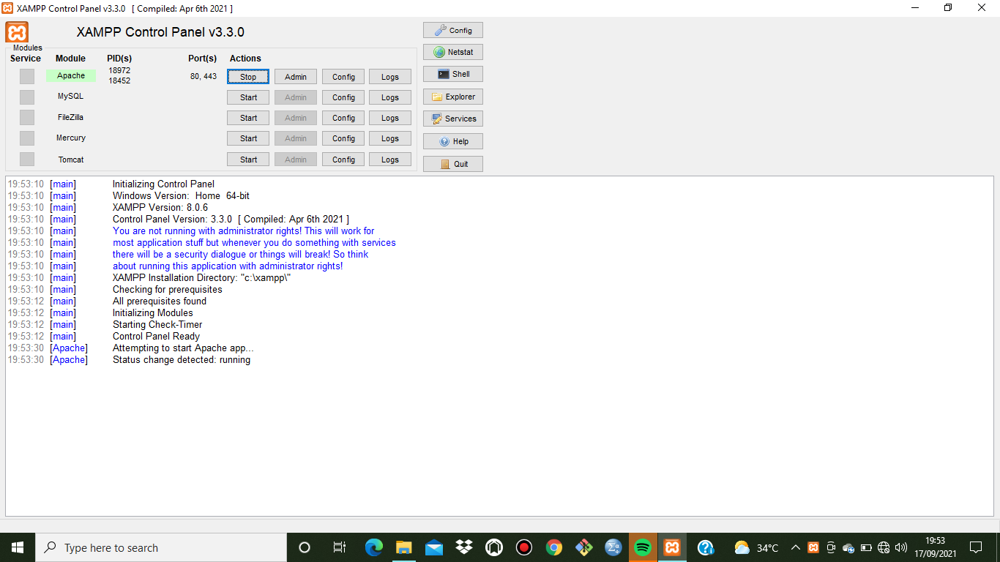 XAMPP Control Panel v3.3.0 [ Compiled: Apr 6th 2021 ]
XAMPP Control Panel v3.3.0
Config
Modules
Service Module PID(s) Port(s) Actions
Netstat
Apache 18972 80, 443 Stop Admin Config Logs
18452
Shell
MySQL Start Admin Config Logs
Explorer
FileZilla Start Admin Config Logs
Services
Mercury Start Admin Config Logs
Help
Tomcat Start Admin Config Logs
Quit
19:53:10 [main] Initializing Control Panel
19:53:10 [main] Windows Version: Home 64-bit
19:53:10 [main] XAMPP Version: 8.0.6
19:53:10 [main] Control Panel Version: 3.3.0 [ Compiled: Apr 6th 2021 ]
19:53:10 [main] You are not running with administrator rights! This will work for
19:53:10 [main] most application stuff but whenever you do something with services
19:53:10 [main] there will be a security dialogue or things will break! So think
19:53:10 [main] about running this application with administrator rights!
19:53:10 [main] XAMPP Installation Directory: "c:\xampp\"
19:53:10 [main] Checking for prerequisites
19:53:12 [main] All prerequisites found
19:53:12 [main] Initializing Modules
19:53:12 [main] Starting Check-Timer
19:53:12 [main] Control Panel Ready
19:53:30 [Apache] Attempting to start Apache app...
19:53:30 [Apache] Status change detected: running
Type here to search
34°C
19:53
17/09/2021